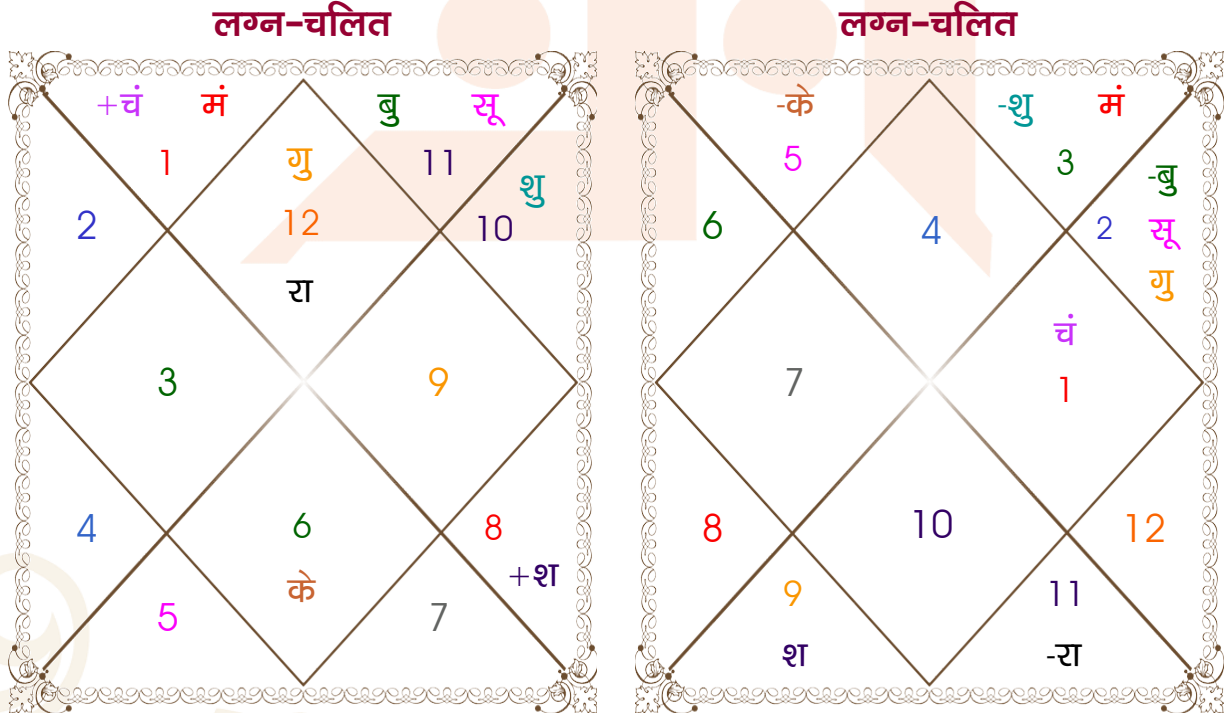 लग्न-चलित
+चं मं
बु सू
1
गु
11
शु
2
12
10
रा
3
9
4
6
8
के
+श
5
7
लग्न-चलित
-के
-शु मं
5
3
-बु
6
4
2 सू
गु
चं
7
1
8
10
12
9
11
श
-रा